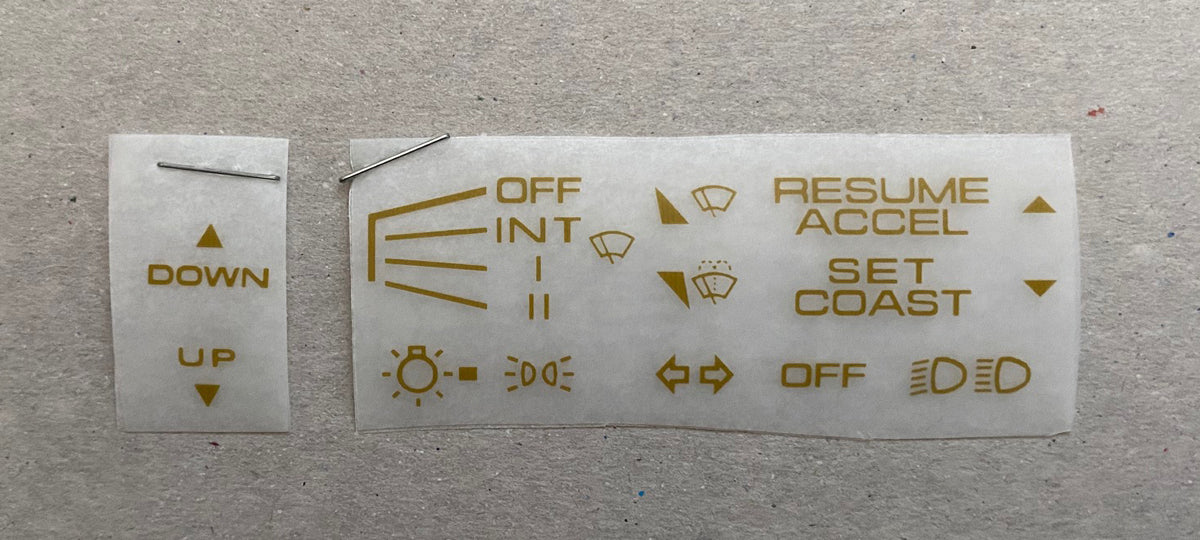 DOWN
UP
OFF
INT
I
II
RESUME
ACCEL
SET
COAST
OFF